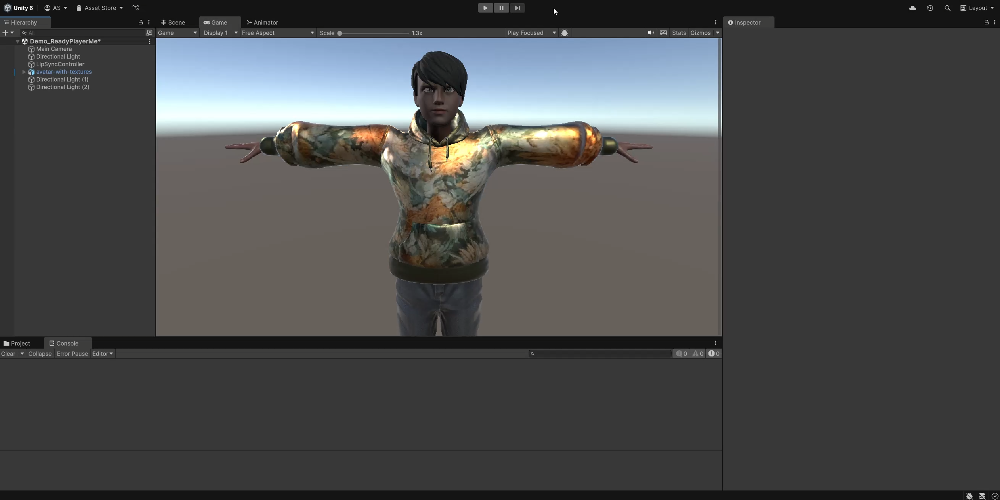 Unity 6 AS Asset Store Layout
Hierarchy
Scene Game Animator
Inspector
All
Game Display 1 Free Aspect Scale 1.3x Play Focused Stats Gizmos
Demo_ReadyPlayerMe*
Main Camera
Directional Light
LipSyncController
avatar-with-textures
Directional Light (1)
Directional Light (2)
Project Console
Clear Collapse Error Pause Editor 0 0 0